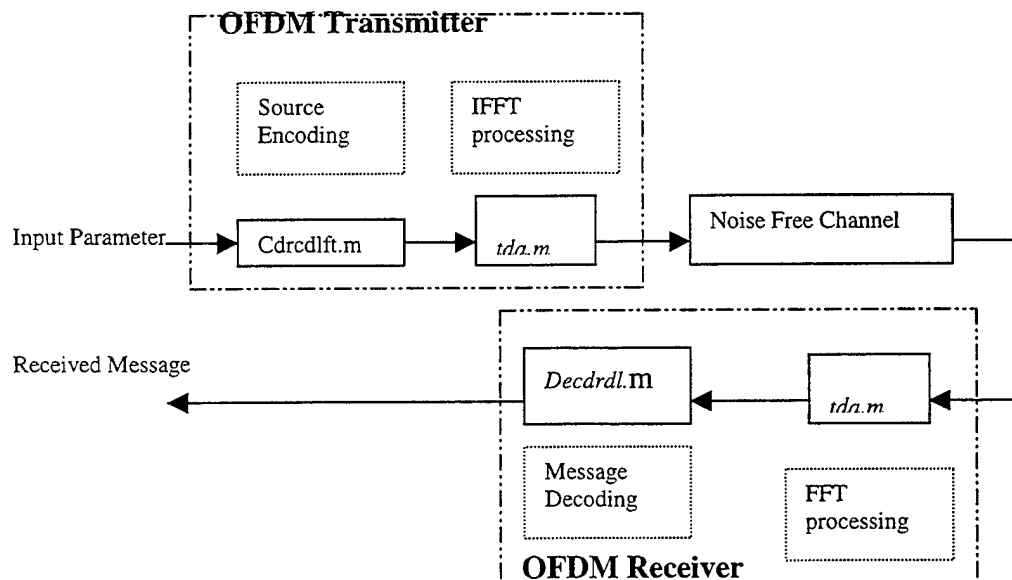 OFDM Transmitter
Source
Encoding
IFFT
processing
Input Parameter
Cdrcdlft.m
tda.m
Noise Free Channel
Received Message
Decdrdl.m
tda.m
Message
Decoding
FFT
processing
OFDM Receiver